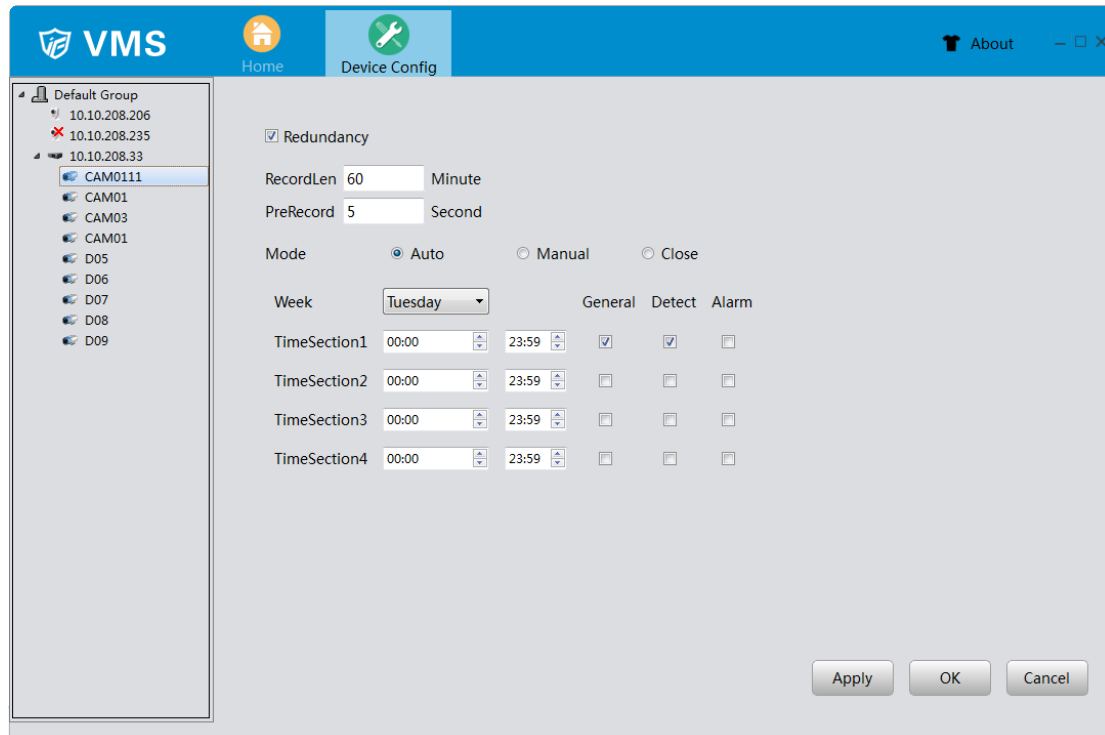 VMS
Home
Device Config
About
Default Group
10.10.208.206
10.10.208.235
10.10.208.33
CAM0111
CAM01
CAM03
CAM01
D05
D06
D07
D08
D09
Redundancy
RecordLen 60 Minute
PreRecord 5 Second
Mode Auto Manual Close
Week Tuesday General Detect Alarm
TimeSection1 00:00 23:59
TimeSection2 00:00 23:59
TimeSection3 00:00 23:59
TimeSection4 00:00 23:59
Apply OK Cancel